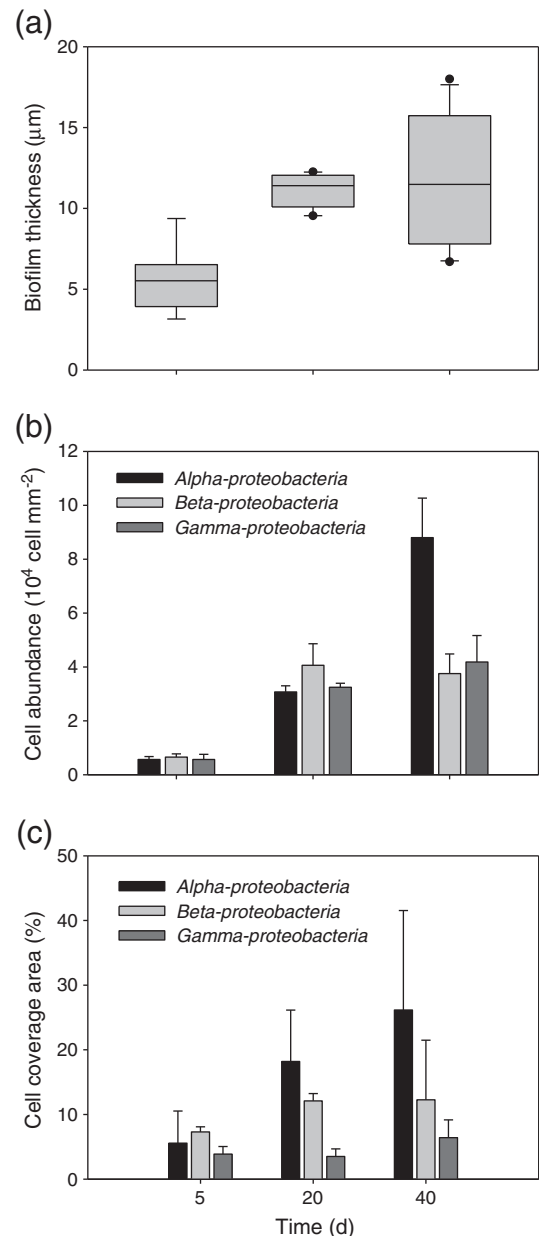 (a)
20
15
10
5
0
Biofilm thickness (μm)
(b)
12
10
8
6
4
2
0
Cell abundance (10⁴ cell mm⁻²)
Alpha-proteobacteria
Beta-proteobacteria
Gamma-proteobacteria
(c)
50
40
30
20
10
0
Cell coverage area (%)
Alpha-proteobacteria
Beta-proteobacteria
Gamma-proteobacteria
5 20 40
Time (d)